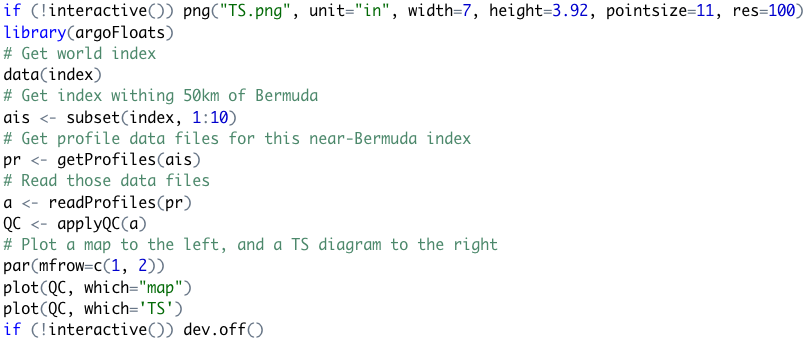 if (!interactive()) png("TS.png", unit="in", width=7, height=3.92, pointsize=11, res=100)
library(argoFloats)
# Get world index
data(index)
# Get index withing 50km of Bermuda
ais <- subset(index, 1:10)
# Get profile data files for this near-Bermuda index
pr <- getProfiles(ais)
# Read those data files
a <- readProfiles(pr)
QC <- applyQC(a)
# Plot a map to the left, and a TS diagram to the right
par(mfrow=c(1, 2))
plot(QC, which="map")
plot(QC, which='TS')
if (!interactive()) dev.off()